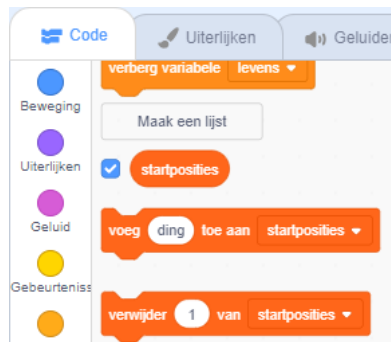 Code
Uiterlijken
Geluiden
verberg variabele levens
Beweging
Maak een lijst
Uiterlijken
startposities
Geluid
voeg ding toe aan startposities
Gebeurteniss
verwijder 1 van startposities